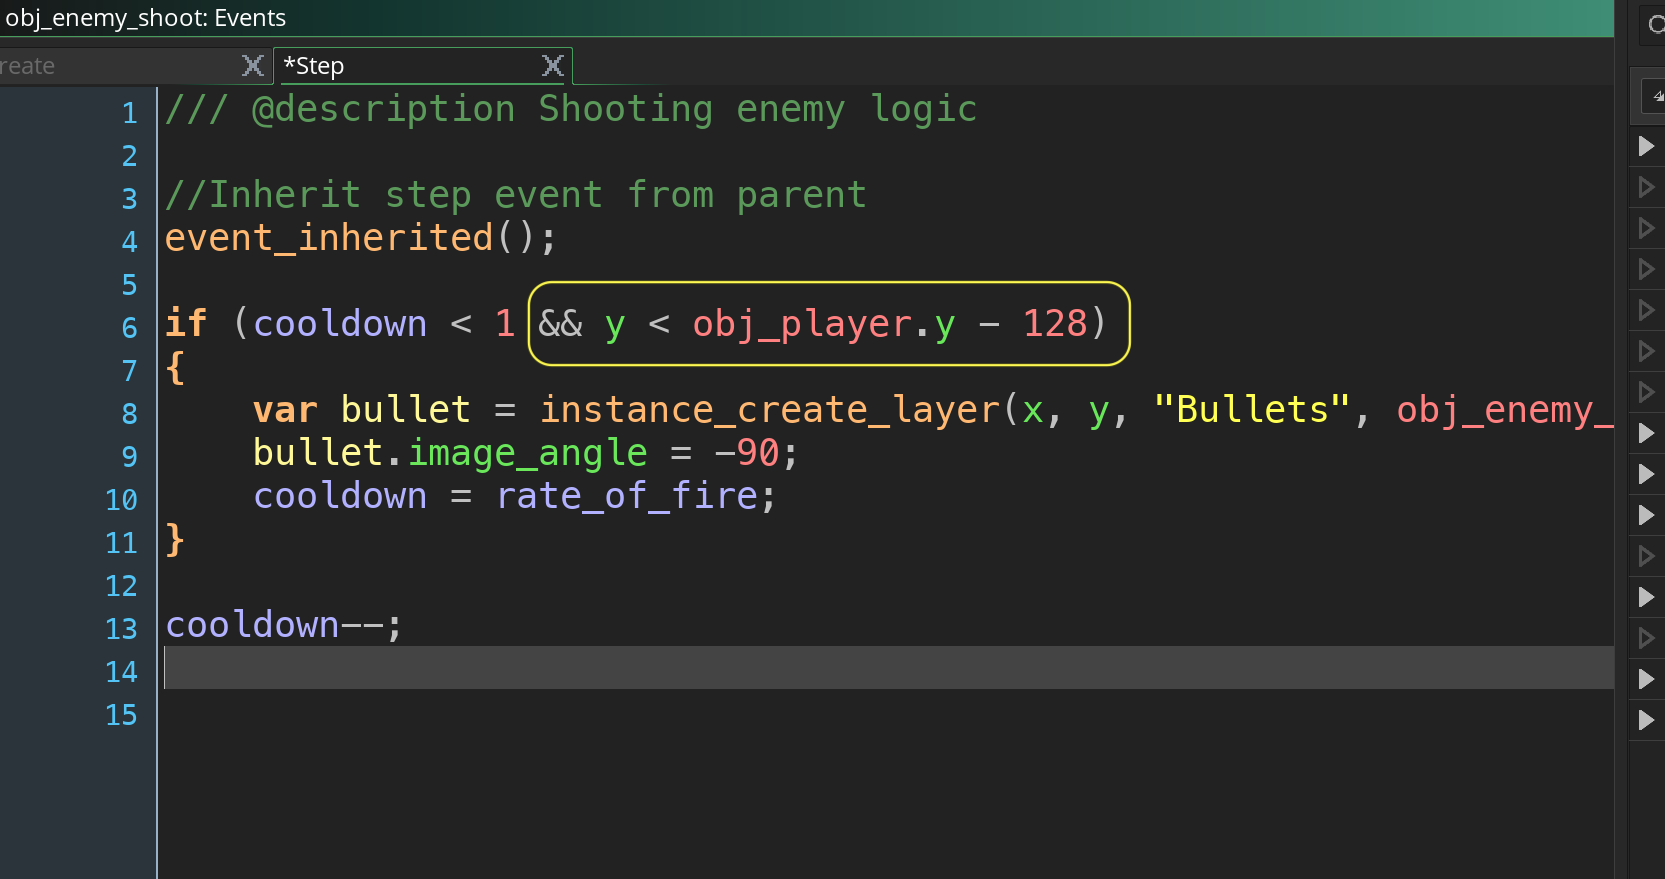 obj_enemy_shoot: Events
reate
*Step
1 /// @description Shooting enemy logic
2
3 //Inherit step event from parent
4 event_inherited();
5
6 if (cooldown < 1 && y < obj_player.y - 128)
7 {
8 var bullet = instance_create_layer(x, y, "Bullets", obj_enemy_
9 bullet.image_angle = -90;
10 cooldown = rate_of_fire;
11 }
12
13 cooldown--;
14
15